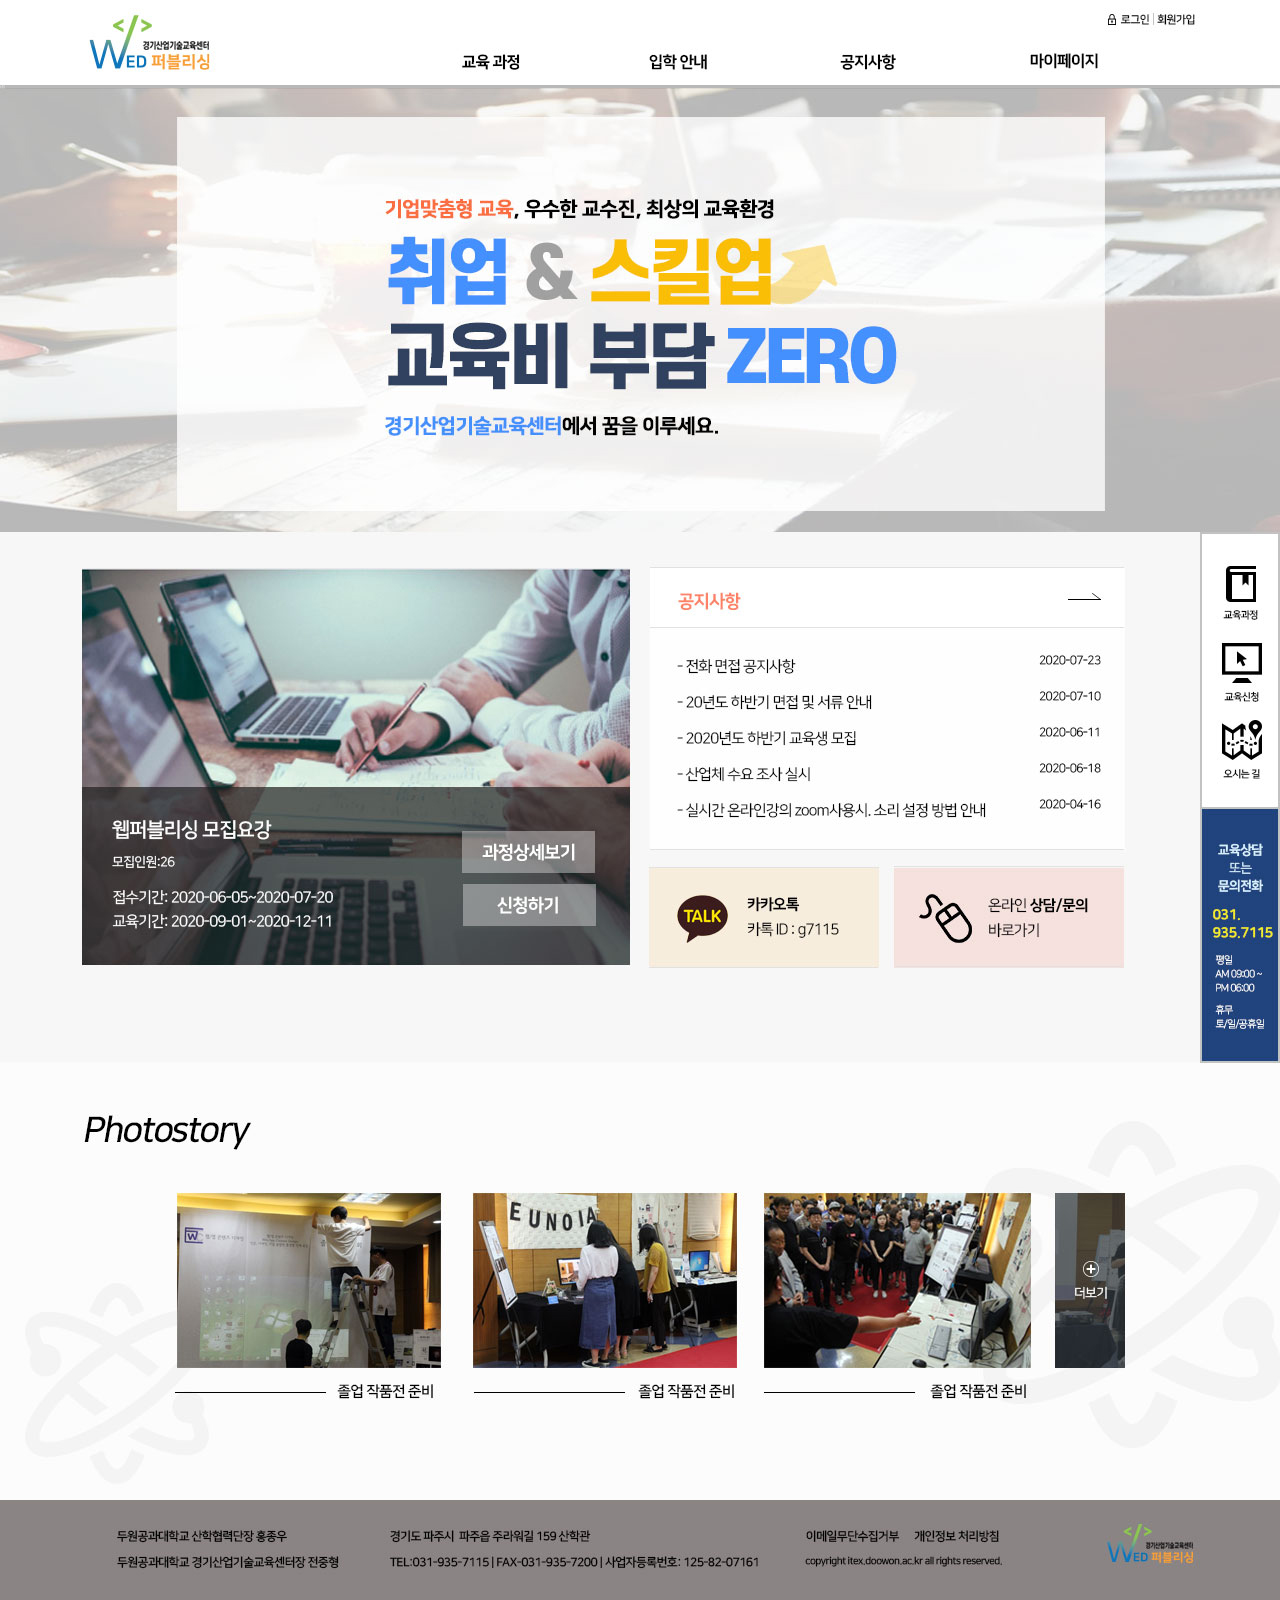 로그인 | 회원가입
</>
경기산업기술교육센터
WED 퍼블리싱
교육 과정
입학 안내
공지사항
마이페이지
기업맞춤형 교육, 우수한 교수진, 최상의 교육환경
취업 & 스킬업
교육비 부담 ZERO
경기산업기술교육센터에서 꿈을 이루세요.
웹퍼블리싱 모집요강
모집인원:26
접수기간: 2020-06-05~2020-07-20
교육기간: 2020-09-01~2020-12-11
과정상세보기
신청하기
공지사항
- 전화 면접 공지사항 2020-07-23
- 20년도 하반기 면접 및 서류 안내 2020-07-10
- 2020년도 하반기 교육생 모집 2020-06-11
- 산업체 수요 조사 실시 2020-06-18
- 실시간 온라인강의 zoom사용시. 소리 설정 방법 안내 2020-04-16
TALK
카카오톡
카톡 ID : g7115
온라인 상담/문의
바로가기
교육과정
교육신청
오시는 길
교육상담
또는
문의전화
031.
935.7115
평일
AM 09:00 ~
PM 06:00
휴무
토/일/공휴일
Photostory
W
EUNOIA
더보기
졸업 작품전 준비
졸업 작품전 준비
졸업 작품전 준비
두원공과대학교 산학협력단장 홍종우
두원공과대학교 경기산업기술교육센터장 전중형
경기도 파주시 파주읍 주라위길 159 산학관
TEL:031-935-7115 | FAX-031-935-7200 | 사업자등록번호: 125-82-07161
이메일무단수집거부 개인정보 처리방침
copyright itex.doowon.ac.kr all rights reserved.
</>
경기산업기술교육센터
WED 퍼블리싱